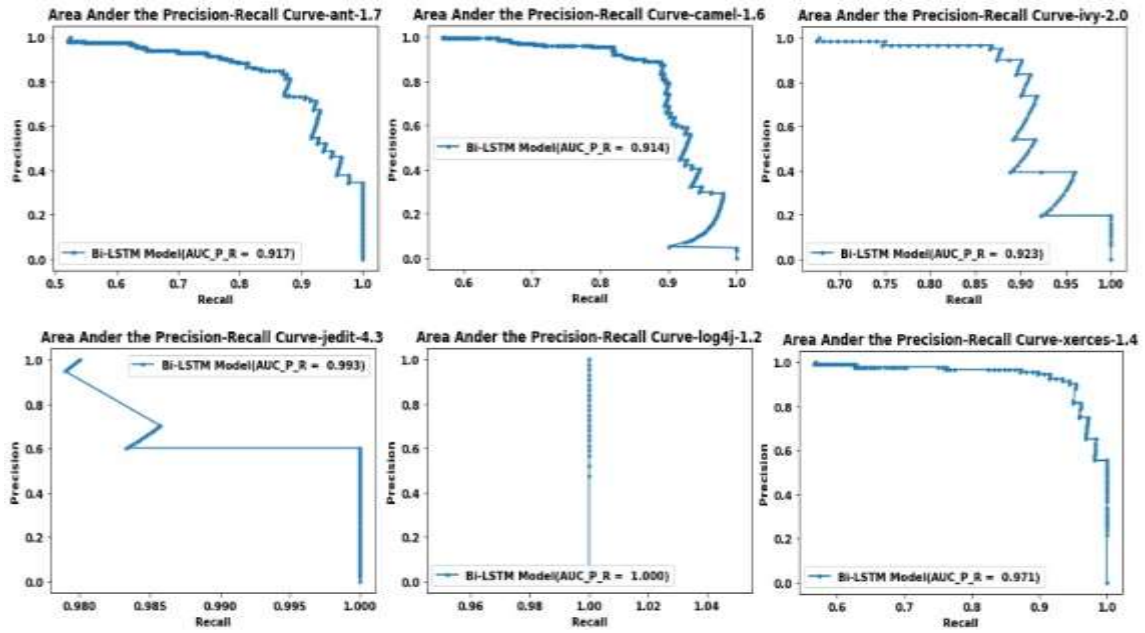 Area Ander the Precision-Recall Curve-ant-1.7
1.0
0.8
0.6
0.4
0.2
0.0
Precision
Bi-LSTM Model(AUC_P_R = 0.917)
0.5 0.6 0.7 0.8 0.9 1.0
Recall
Area Ander the Precision-Recall Curve-camel-1.6
1.0
0.8
0.6
0.4
0.2
0.0
Precision
Bi-LSTM Model(AUC_P_R = 0.914)
0.6 0.7 0.8 0.9 1.0
Recall
Area Ander the Precision-Recall Curve-ivy-2.0
1.0
0.8
0.6
0.4
0.2
0.0
Precision
Bi-LSTM Model(AUC_P_R = 0.923)
0.70 0.75 0.80 0.85 0.90 0.95 1.00
Recall
Area Ander the Precision-Recall Curve-jedit-4.3
1.0
0.8
0.6
0.4
0.2
0.0
Precision
Bi-LSTM Model(AUC_P_R = 0.993)
0.980 0.985 0.990 0.995 1.000
Recall
Area Ander the Precision-Recall Curve-log4j-1.2
1.0
0.8
0.6
0.4
0.2
0.0
Precision
Bi-LSTM Model(AUC_P_R = 1.000)
0.96 0.98 1.00 1.02 1.04
Recall
Area Ander the Precision-Recall Curve-xerces-1.4
1.0
0.8
0.6
0.4
0.2
0.0
Precision
Bi-LSTM Model(AUC_P_R = 0.971)
0.6 0.7 0.8 0.9 1.0
Recall